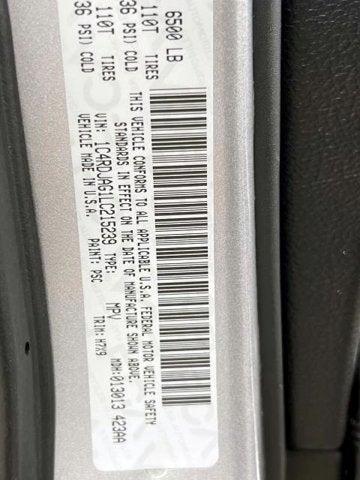 6500 LB
110T TIRES
36 PSI) COLD
110T TIRES
36 PSI) COLD
THIS VEHICLE CONFORMS TO ALL APPLICABLE U.S.A. FEDERAL MOTOR VEHICLE SAFETY
STANDARDS IN EFFECT ON THE DATE OF MANUFACTURE SHOWN ABOVE.
VIN: 1C4RDJAG1LC215239 TYPE: MPV MDH:013013 423AA
VEHICLE MADE IN U.S.A. PAINT: PSC TRIM: H7X9